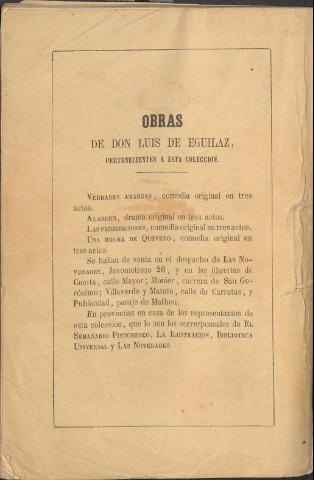 OBRAS
DE DON LUIS DE EGUILAZ,
PERTENECIENTES A ESTA COLECCION.
VERDADES AMARGAS, comedia original en tres
actos.
ALARCON, drama original en tres actos.
LAS PROHIBICIONES, comedia original en tres actos.
UNA BROMA DE QUEVEDO, comedia original en
tres actos.
Se hallan de venta en el despacho de LAS NO-
VEDADES, Jacometrezo 26, y en las librerias de
Cuesta, calle Mayor; Monier, carrera de San Ge-
rónimo; Villaverde y Matute, calle de Carretas, y
Publicidad, pasaje de Matheu.
En provincias en casa de los representantes de
esta coleccion, que lo son los corresponsales de EL
SEMANARIO PINTORESCO, LA ILUSTRACION, BIBLIOTECA
UNIVERSAL Y LAS NOVEDADES.